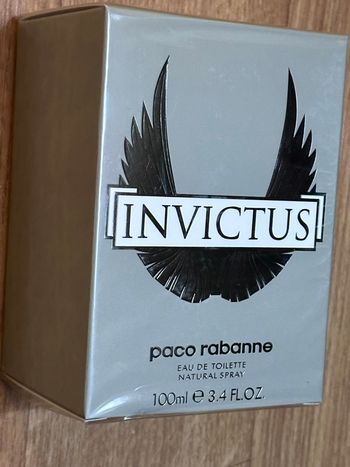 INVICTUS
paco rabanne
EAU DE TOILETTE
NATURAL SPRAY
100ml ℮ 3.4 FL.OZ.